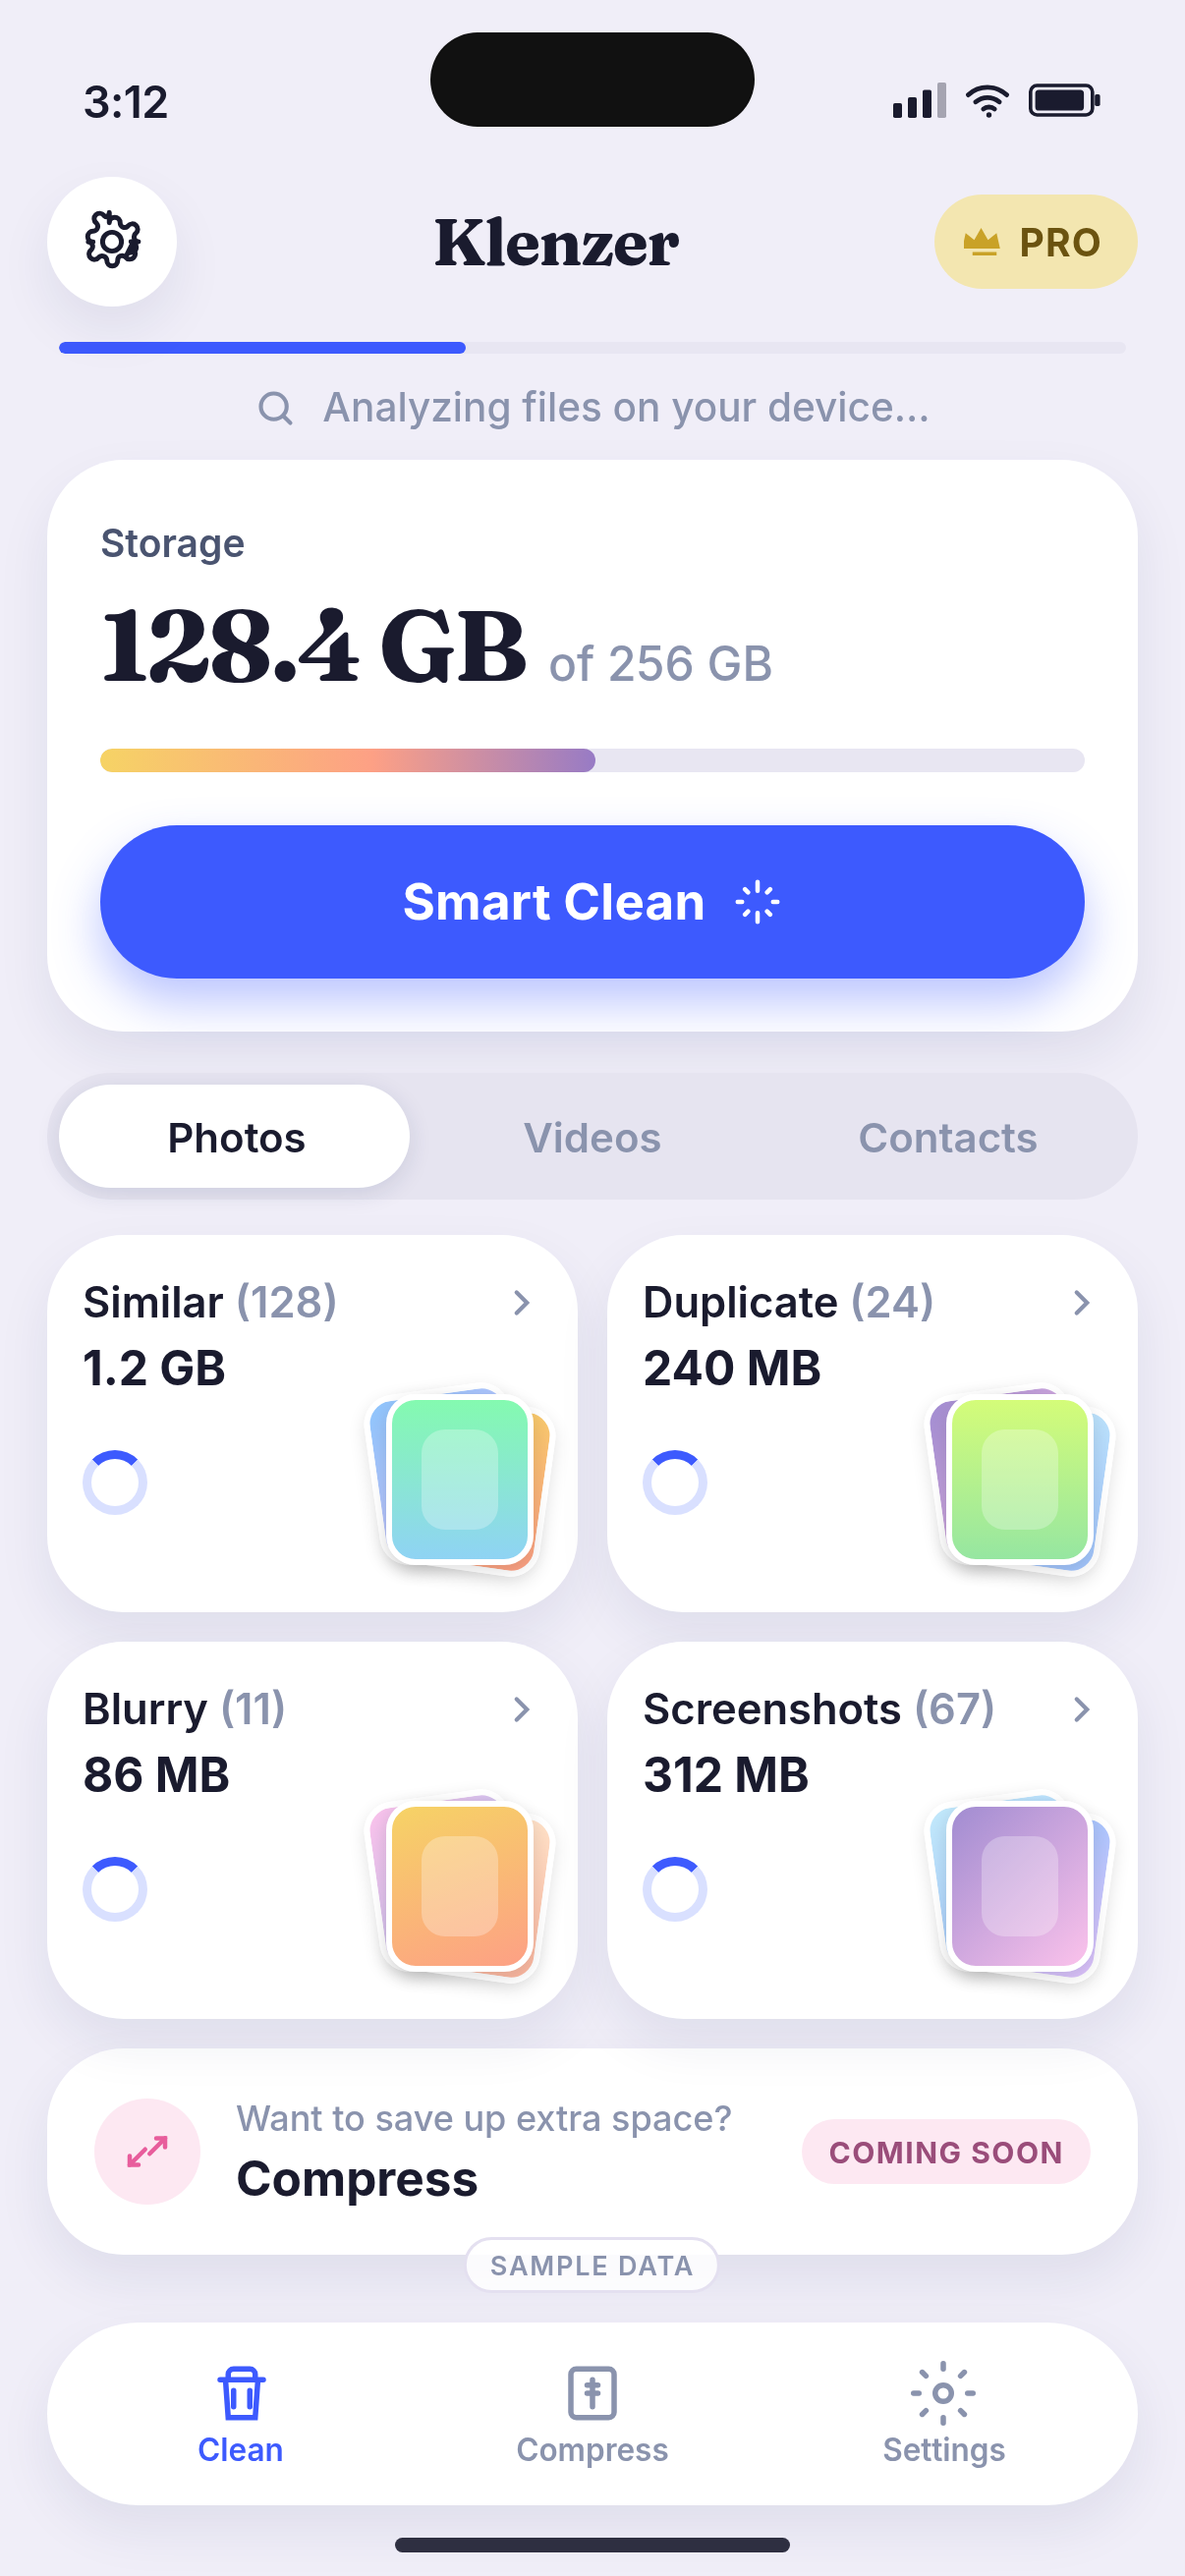 3:12
Klenzer
PRO
Analyzing files on your device...
Storage
128.4 GB of 256 GB
Smart Clean
Photos Videos Contacts
Similar (128)
1.2 GB
Duplicate (24)
240 MB
Blurry (11)
86 MB
Screenshots (67)
312 MB
Want to save up extra space?
Compress
COMING SOON
SAMPLE DATA
Clean Compress Settings